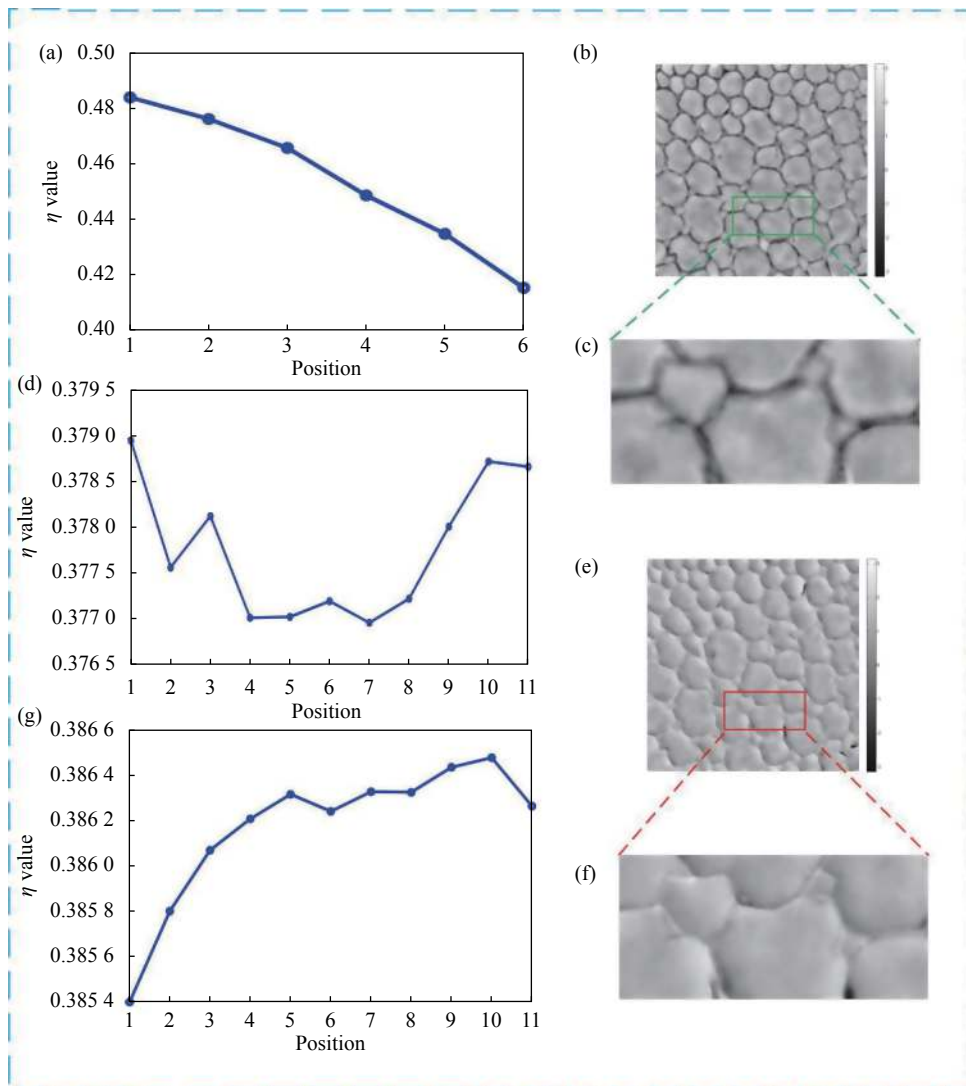 (a)
0.50
0.48
0.46
0.44
0.42
0.40
η value
1 2 3 4 5 6
Position
(b)
(c)
(d)
0.379 5
0.379 0
0.378 5
0.378 0
0.377 5
0.377 0
0.376 5
η value
1 2 3 4 5 6 7 8 9 10 11
Position
(e)
(f)
(g)
0.386 6
0.386 4
0.386 2
0.386 0
0.385 8
0.385 6
0.385 4
η value
1 2 3 4 5 6 7 8 9 10 11
Position